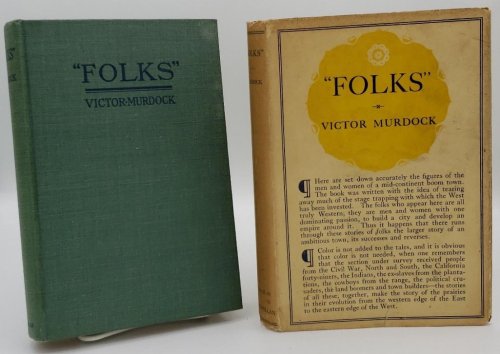 "FOLKS"
VICTOR·MURDOCK
"FOLKS"
VICTOR MURDOCK
¶ Here are set down accurately the figures of the
men and women of a mid-continent boom town.
The book was written with the idea of tearing
away much of the stage trapping with which the West
has been invested. The folks who appear here are all
truly Western, they are men and women with one
dominating passion, to build a city and develop an
empire around it. Thus it happens that there runs
through these stories of folks the larger story of an
ambitious town, its successes and reverses.
¶ Color is not added to the tales, and it is obvious
that color is not needed, when one remembers
that the section under survey received people
from the Civil War, North and South, the California
forty-niners, the Indians, the ex-slaves from the planta-
tions, the cowboys from the range, the political cru-
saders, the land boomers and town builders—the stories
of all these, together, make the story of the prairies
in their evolution from the western edge of the East
to the eastern edge of the West.